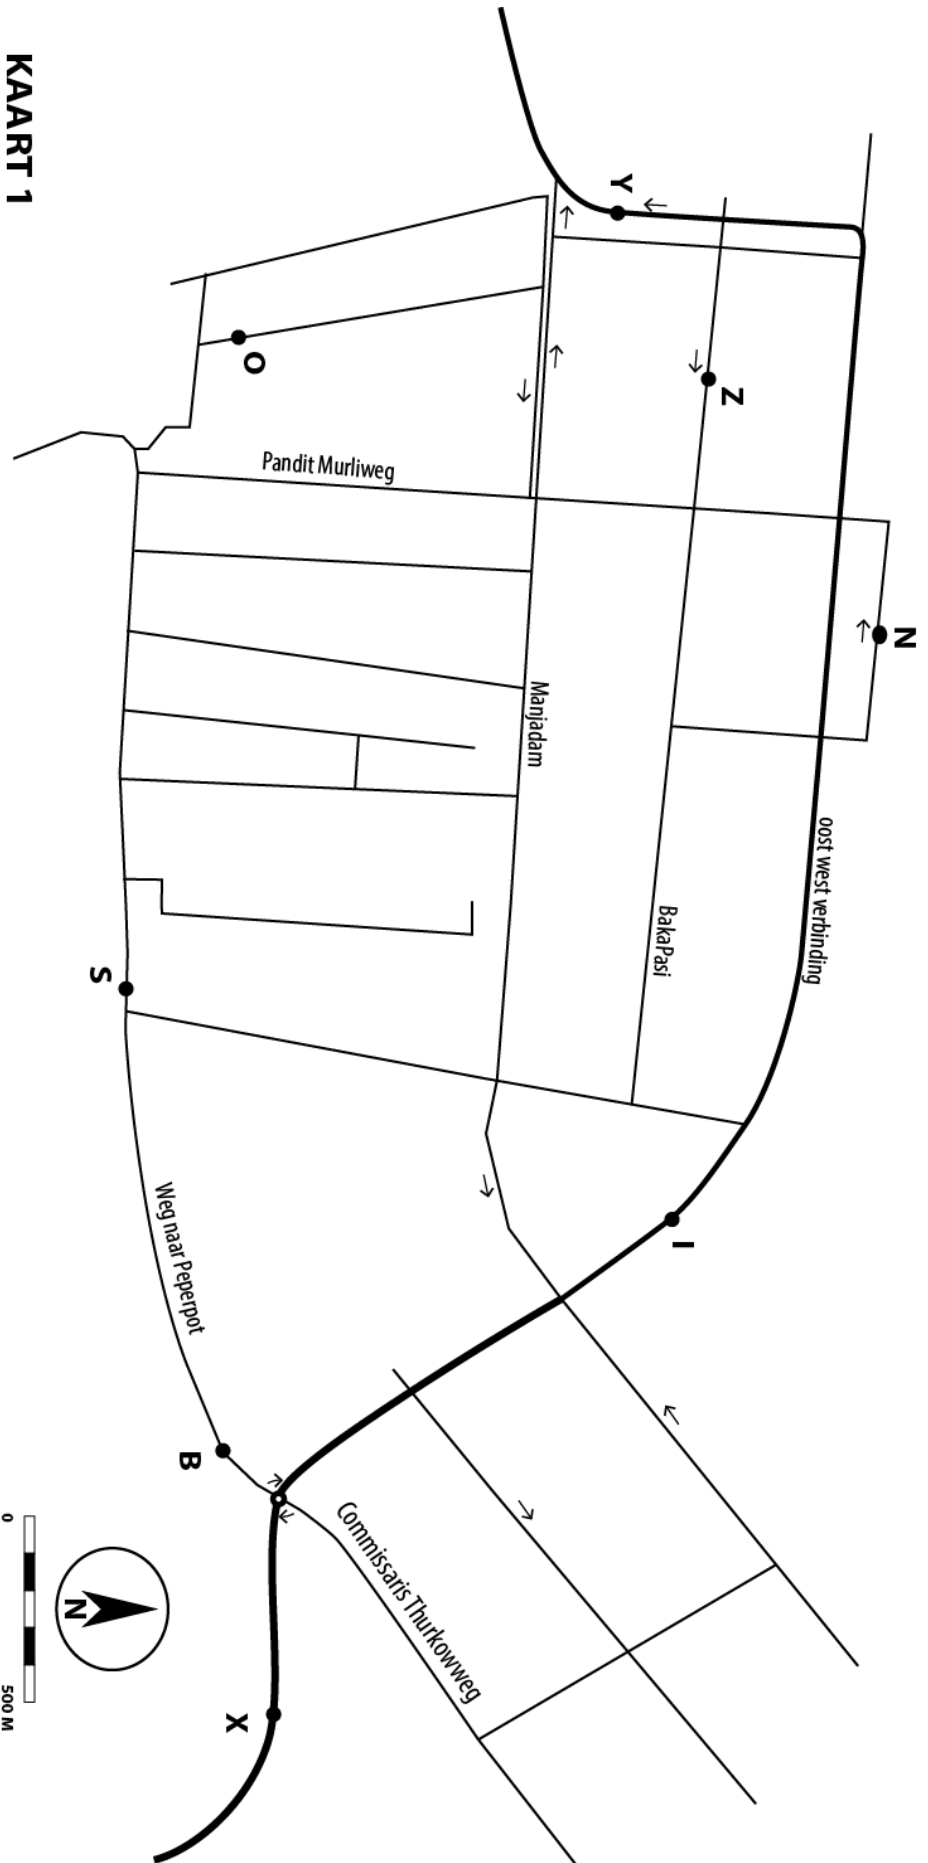 N
oost west verbinding
Z
I
BakaPasi
Y
Manjadam
Commissaris Thurkowweg
Pandit Murliweg
O
X
B
Weg naar Peperpot
S
N
0 500 M
KAART 1